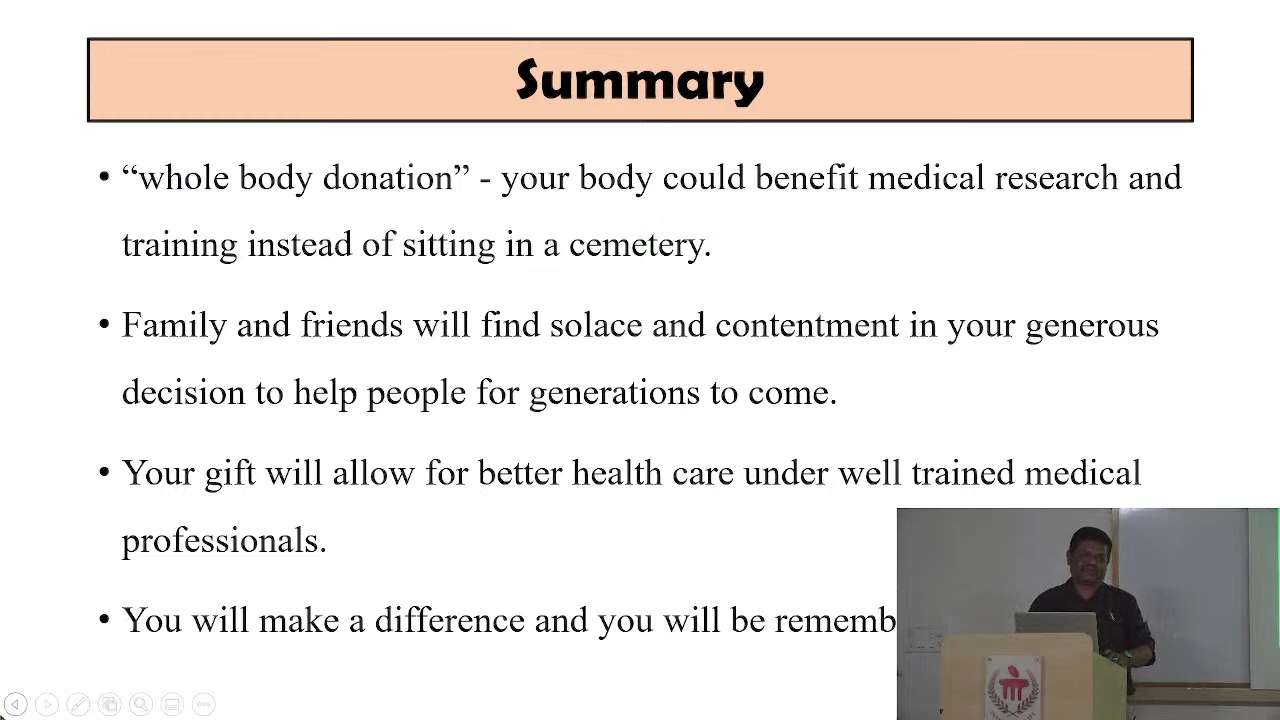 Summary
• “whole body donation” - your body could benefit medical research and
training instead of sitting in a cemetery.
• Family and friends will find solace and contentment in your generous
decision to help people for generations to come.
• Your gift will allow for better health care under well trained medical
professionals.
• You will make a difference and you will be rememb